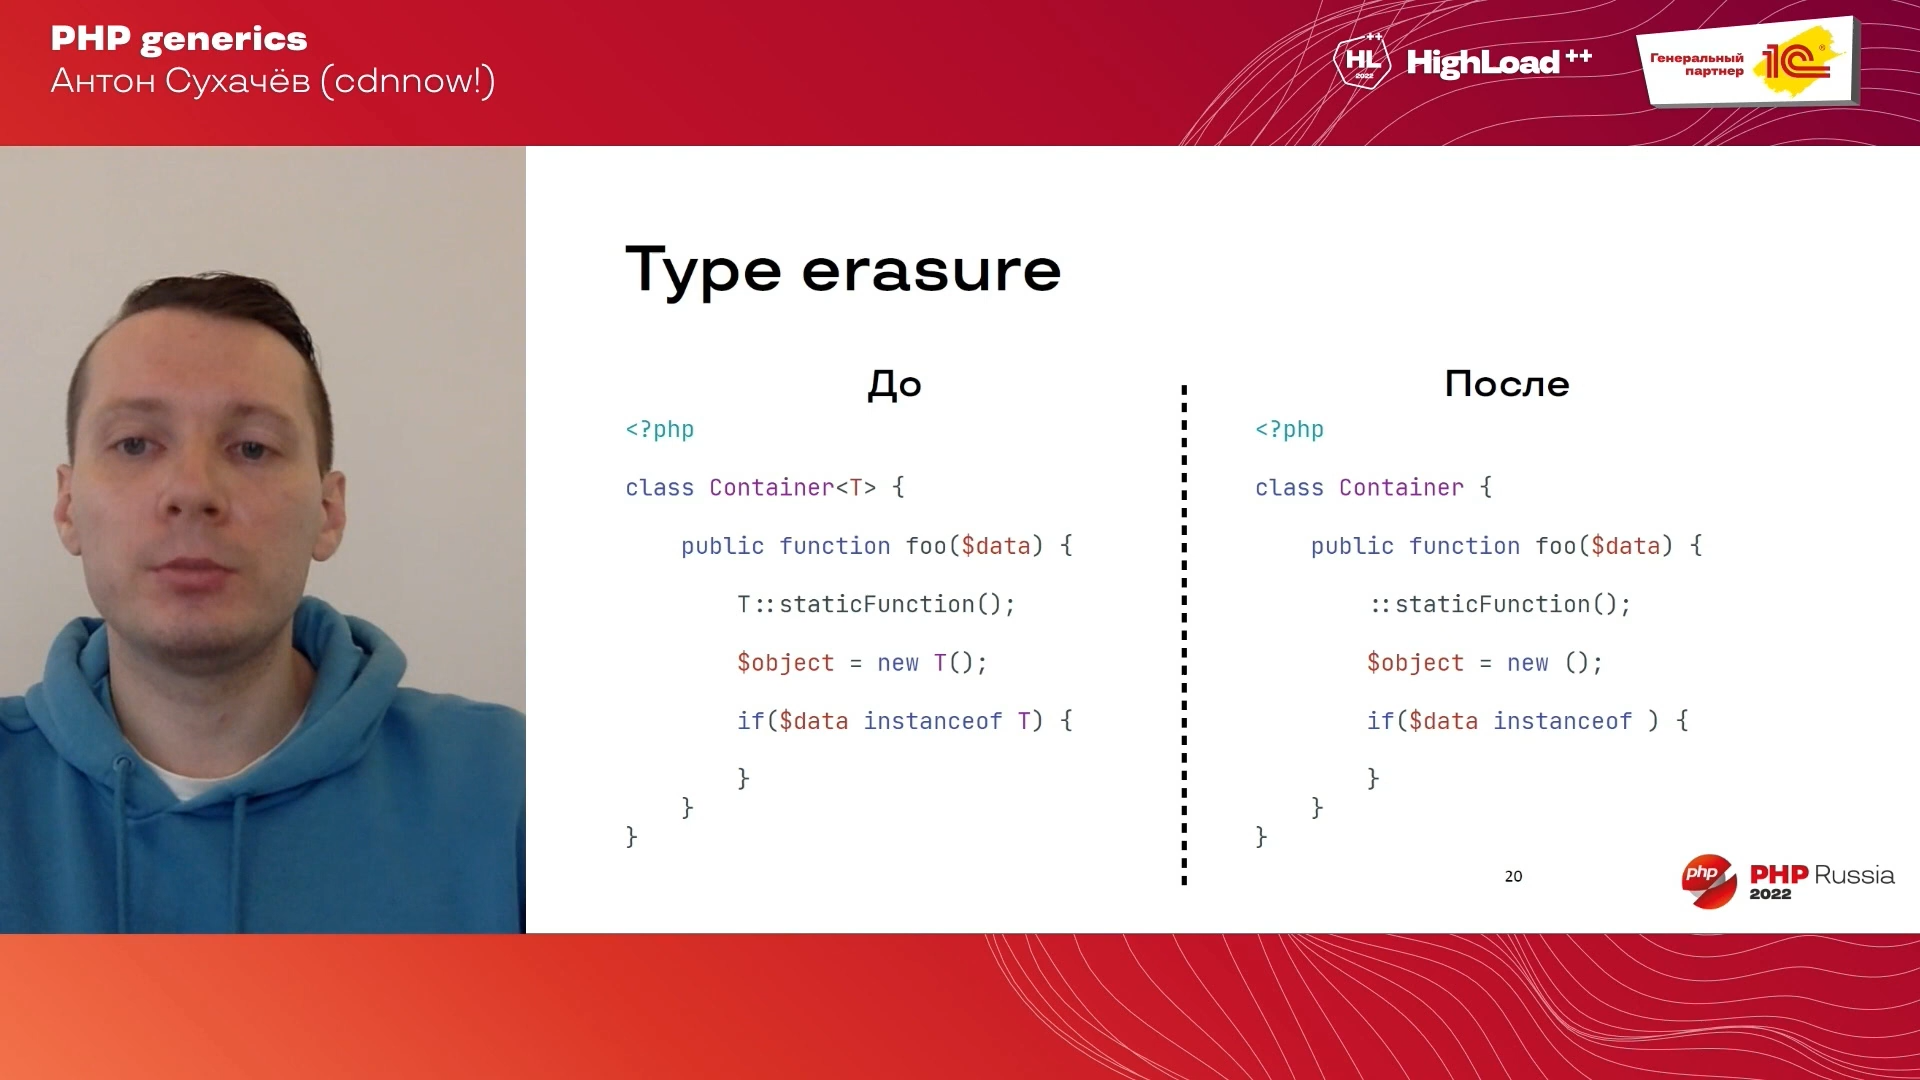 PHP generics
Антон Сухачёв (cdnnow!)
HL++
2022
HighLoad++
Генеральный
партнер
1С®
Type erasure
До
<?php
class Container<T> {
public function foo($data) {
T::staticFunction();
$object = new T();
if($data instanceof T) {
}
}
}
После
<?php
class Container {
public function foo($data) {
::staticFunction();
$object = new ();
if($data instanceof ) {
}
}
}
20
php
PHP Russia
2022